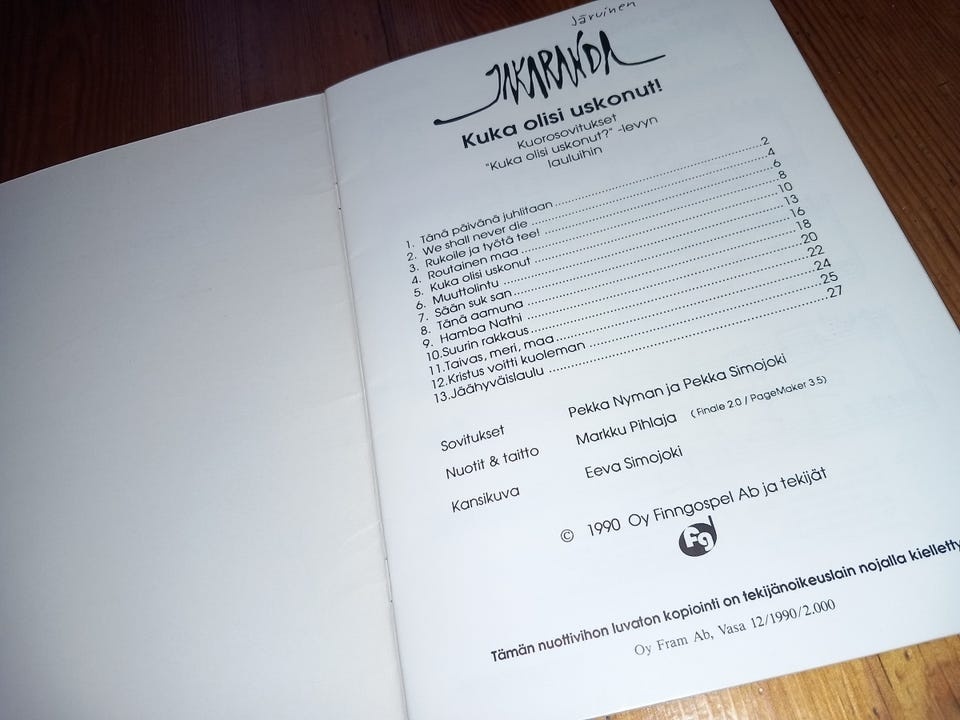 Järvinen
JAKARANDA
Kuka olisi uskonut!
Kuorosovitukset
"Kuka olisi uskonut?" -levyn
lauluihin
1. Tänä päivänä juhlitaan ........ 2
2. We shall never die ........ 4
3. Rukoile ja työtä tee! ........ 6
4. Routainen maa ........ 8
5. Kuka olisi uskonut ........ 10
6. Muuttolintu ........ 13
7. Sään suk san ........ 16
8. Tänä aamuna ........ 18
9. Hamba Nathi ........ 20
10.Suurin rakkaus ........ 22
11.Taivas, meri, maa ........ 24
12.Kristus voitti kuoleman ........ 25
13.Jäähyväislaulu ........ 27
Sovitukset Pekka Nyman ja Pekka Simojoki
Nuotit & taitto Markku Pihlaja (Finale 2.0 / PageMaker 3.5)
Kansikuva Eeva Simojoki
© 1990 Oy Finngospel Ab ja tekijät
fg
Tämän nuottivihon luvaton kopiointi on tekijänoikeuslain nojalla kielletty
Oy Fram Ab, Vasa 12/1990/2.000